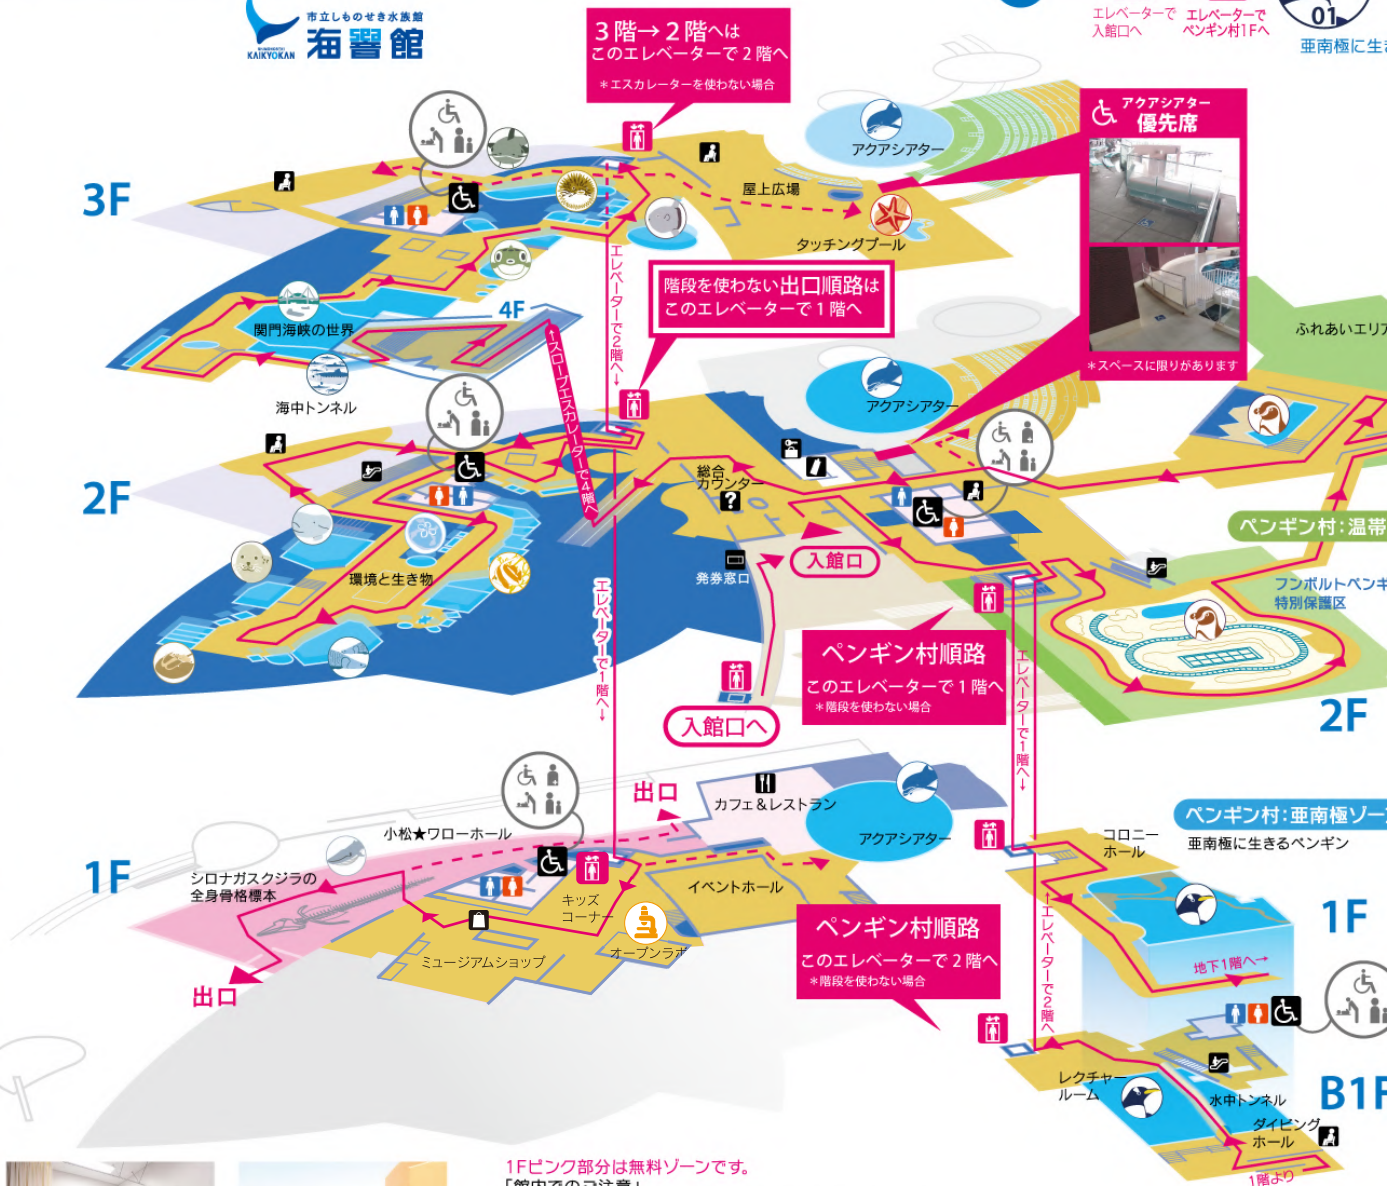 市立しものせき水族館
海響館
SHIMONOSEKI
KAIKYOKAN
3階→2階へは
このエレベーターで2階へ
＊エスカレーターを使わない場合
エレベーターで
入館口へ
エレベーターで
ペンギン村1Fへ
01
亜南極に生き
アクアシアター
優先席
＊スペースに限りがあります
3F
アクアシアター
屋上広場
タッチングプール
エレベーターで2階へ↓
階段を使わない出口順路は
このエレベーターで1階へ
4F
関門海峡の世界
海中トンネル
↑スロープエスカレーターで4階へ
ふれあいエリア
アクアシアター
2F
総合
カウンター
?
環境と生き物
発券窓口
入館口
ペンギン村:温帯
フンボルトペンギ
特別保護区
エレベーターで1階へ↓
ペンギン村順路
このエレベーターで1階へ
＊階段を使わない場合
エレベーターで1階へ↓
入館口へ
2F
出口
カフェ&レストラン
アクアシアター
小松★ワローホール
1F
シロナガスクジラの
全身骨格標本
キッズ
コーナー
イベントホール
オープンラボ
ミュージアムショップ
出口
ペンギン村:亜南極ゾーン
亜南極に生きるペンギン
コロニー
ホール
1F
ペンギン村順路
このエレベーターで2階へ
＊階段を使わない場合
↑エレベーターで2階へ
地下1階へ→
レクチャー
ルーム
水中トンネル
ダイビング
ホール
B1F
1階より
1Fピンク部分は無料ゾーンです。
「館内でのご注意」